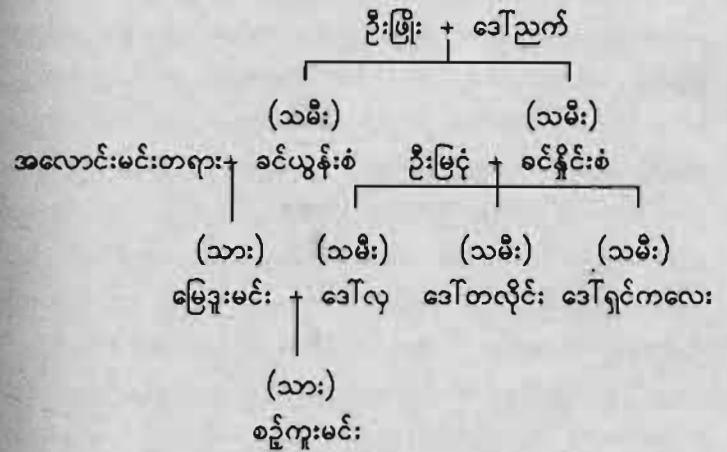 ဦးဖြိုး + ဒေါ်ညက်
(သမီး) (သမီး)
အလောင်းမင်းတရား + ခင်ယွန်းစံ ဦးမြငုံ + ခင်နှိုင်းစံ
(သား) (သမီး) (သမီး) (သမီး)
မြေဒူးမင်း + ဒေါ်လှ ဒေါ်တလိုင်း ဒေါ်ရှင်ကလေး
(သား)
စဉ့်ကူးမင်း